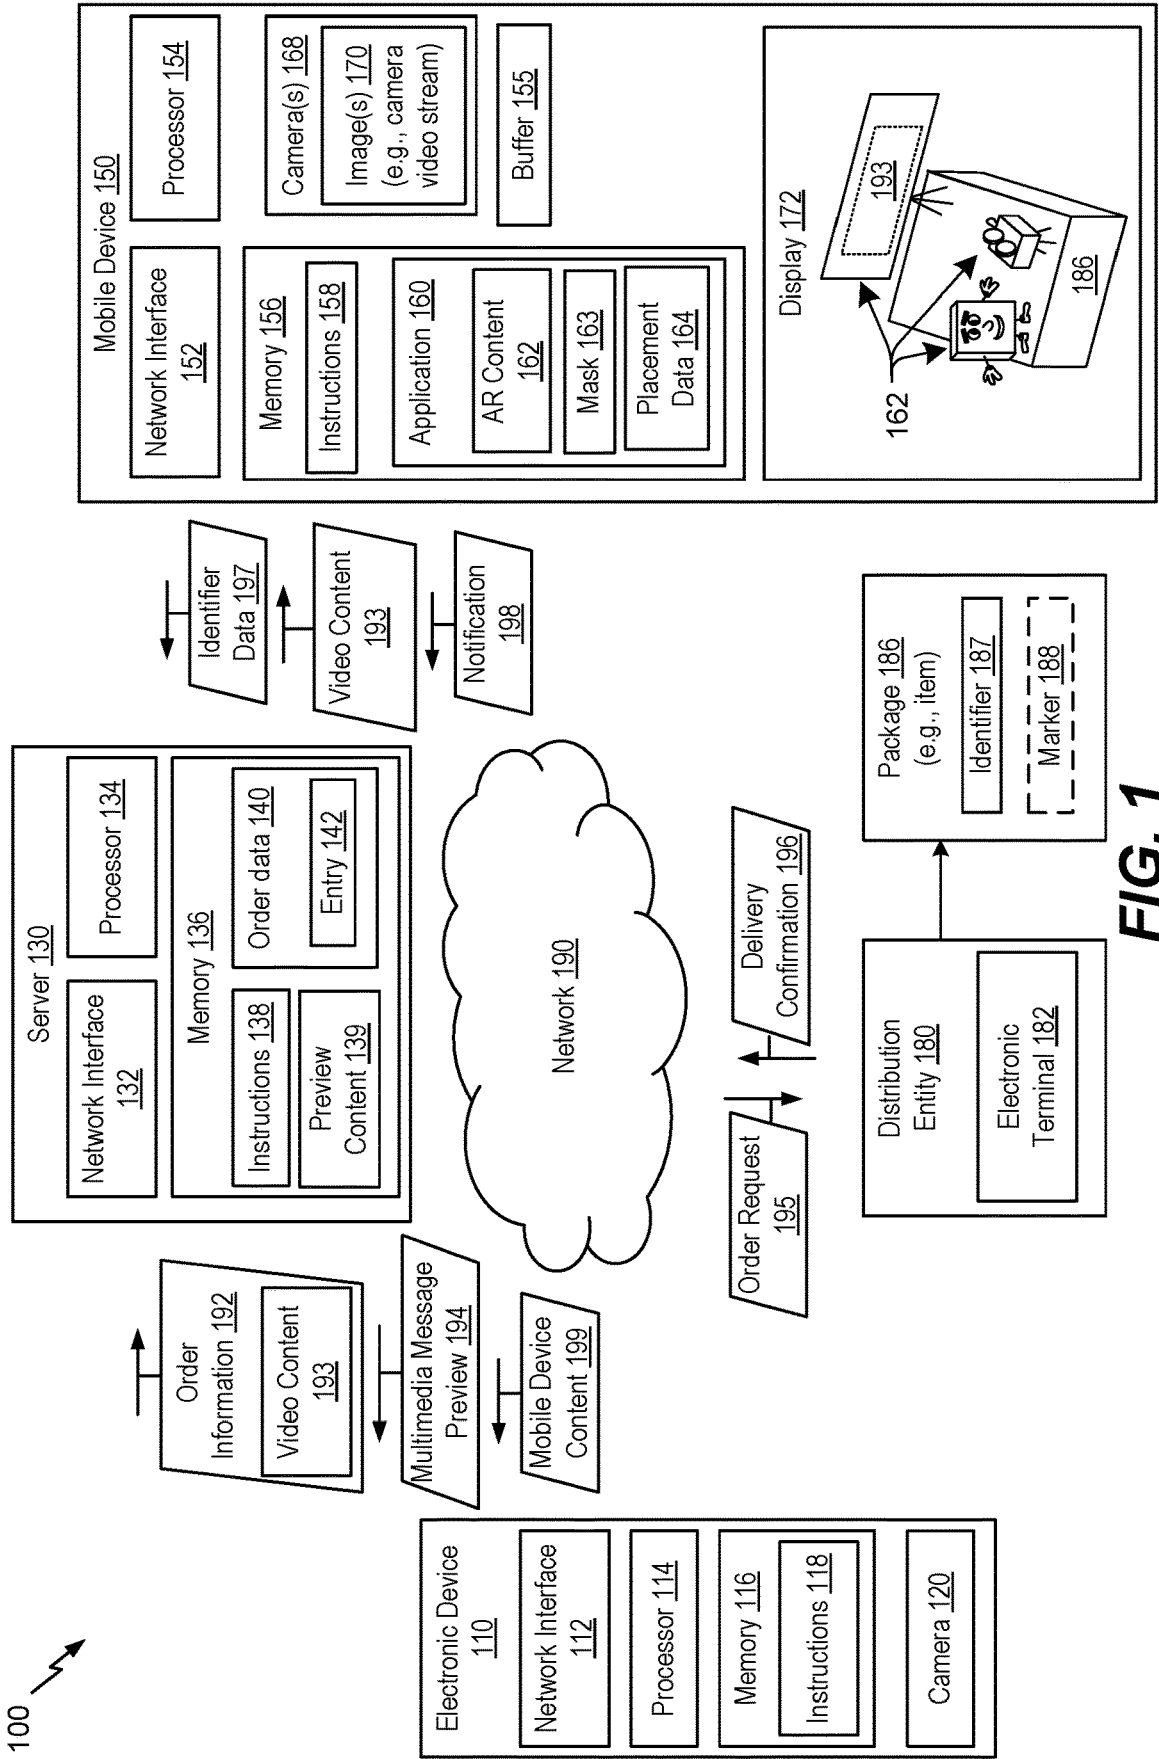 100
Electronic Device
110
Network Interface
112
Processor 114
Memory 116
Instructions 118
Camera 120
Order
Information 192
Video Content
193
Multimedia Message
Preview 194
Mobile Device
Content 199
Server 130
Network Interface
132
Processor 134
Memory 136
Instructions 138
Preview
Content 139
Order data 140
Entry 142
Network 190
Order Request
195
Delivery
Confirmation 196
Distribution
Entity 180
Electronic
Terminal 182
Package 186
(e.g., item)
Identifier 187
Marker 188
Identifier
Data 197
Video Content
193
Notification
198
Mobile Device 150
Network Interface
152
Processor 154
Memory 156
Instructions 158
Application 160
AR Content
162
Mask 163
Placement
Data 164
Camera(s) 168
Image(s) 170
(e.g., camera
video stream)
Buffer 155
Display 172
193
162
186
FIG. 1